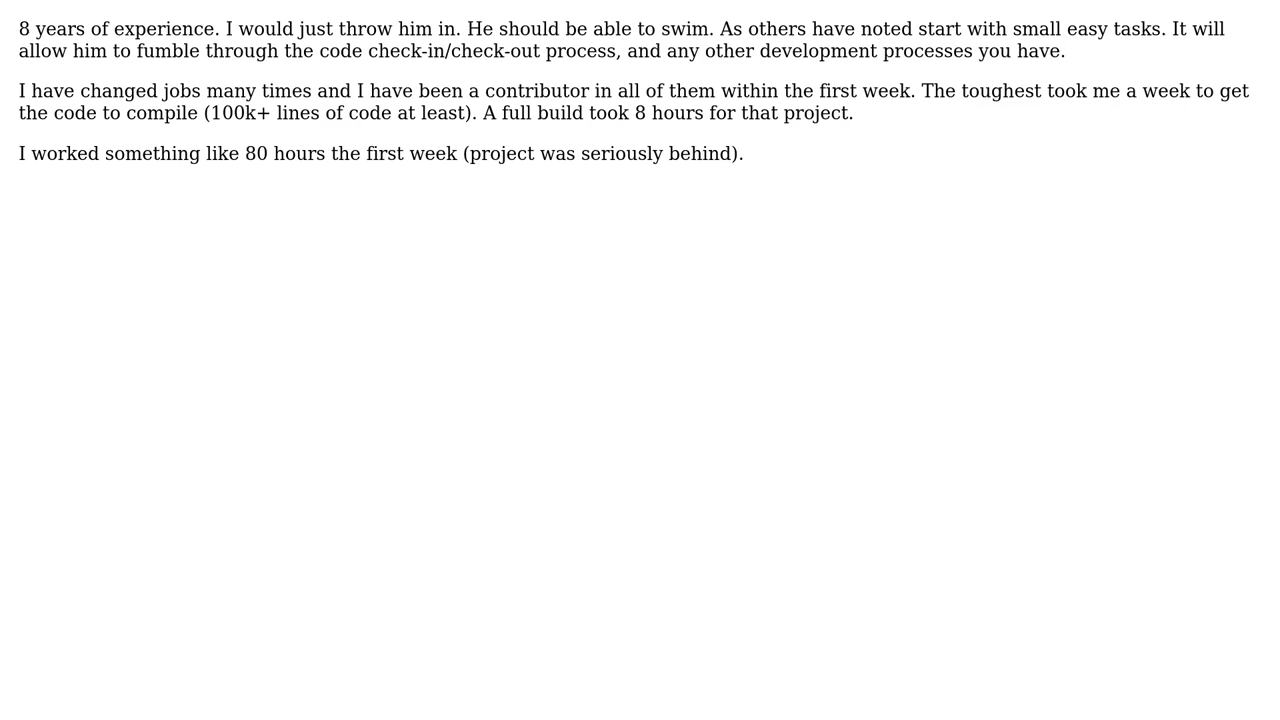 8 years of experience. I would just throw him in. He should be able to swim. As others have noted start with small easy tasks. It will
allow him to fumble through the code check-in/check-out process, and any other development processes you have.
I have changed jobs many times and I have been a contributor in all of them within the first week. The toughest took me a week to get
the code to compile (100k+ lines of code at least). A full build took 8 hours for that project.
I worked something like 80 hours the first week (project was seriously behind).